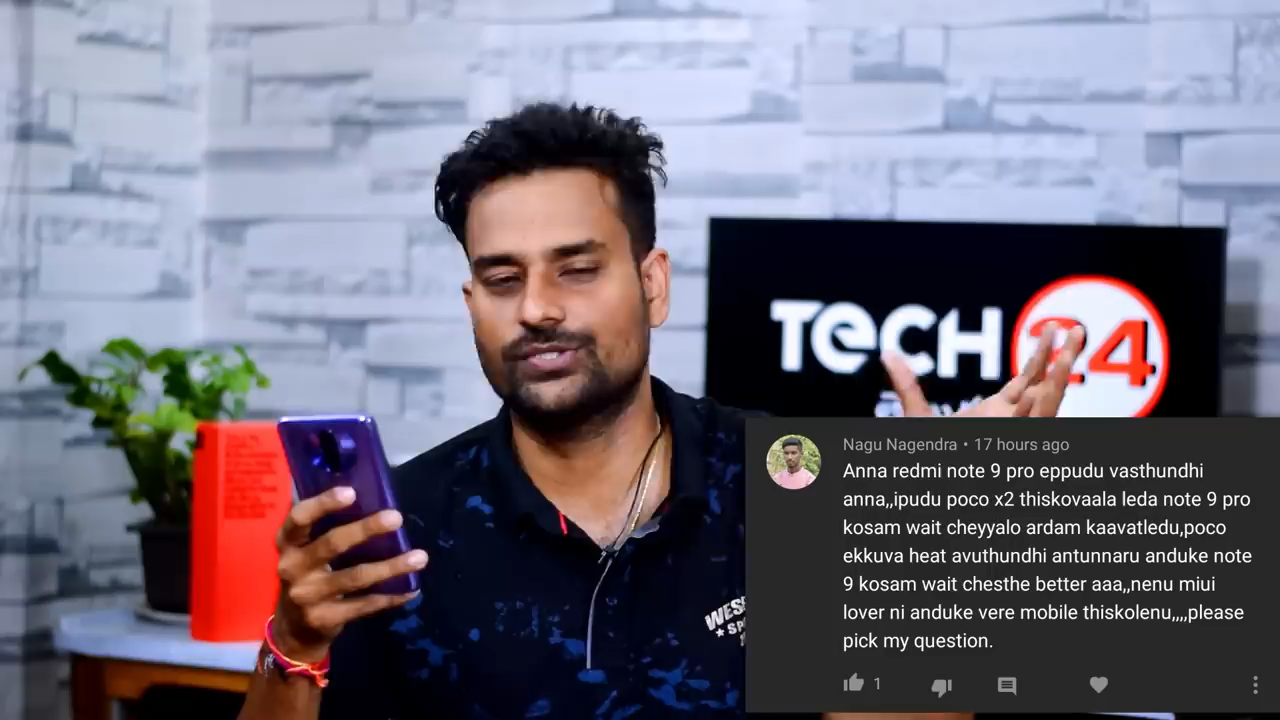 TECH 24
WES
SP
Nagu Nagendra • 17 hours ago
Anna redmi note 9 pro eppudu vasthundhi
anna,,ipudu poco x2 thiskovaala leda note 9 pro
kosam wait cheyyalo ardam kaavatledu,poco
ekkuva heat avuthundhi antunnaru anduke note
9 kosam wait chesthe better aaa,,nenu miui
lover ni anduke vere mobile thiskolenu,,,,please
pick my question.
1